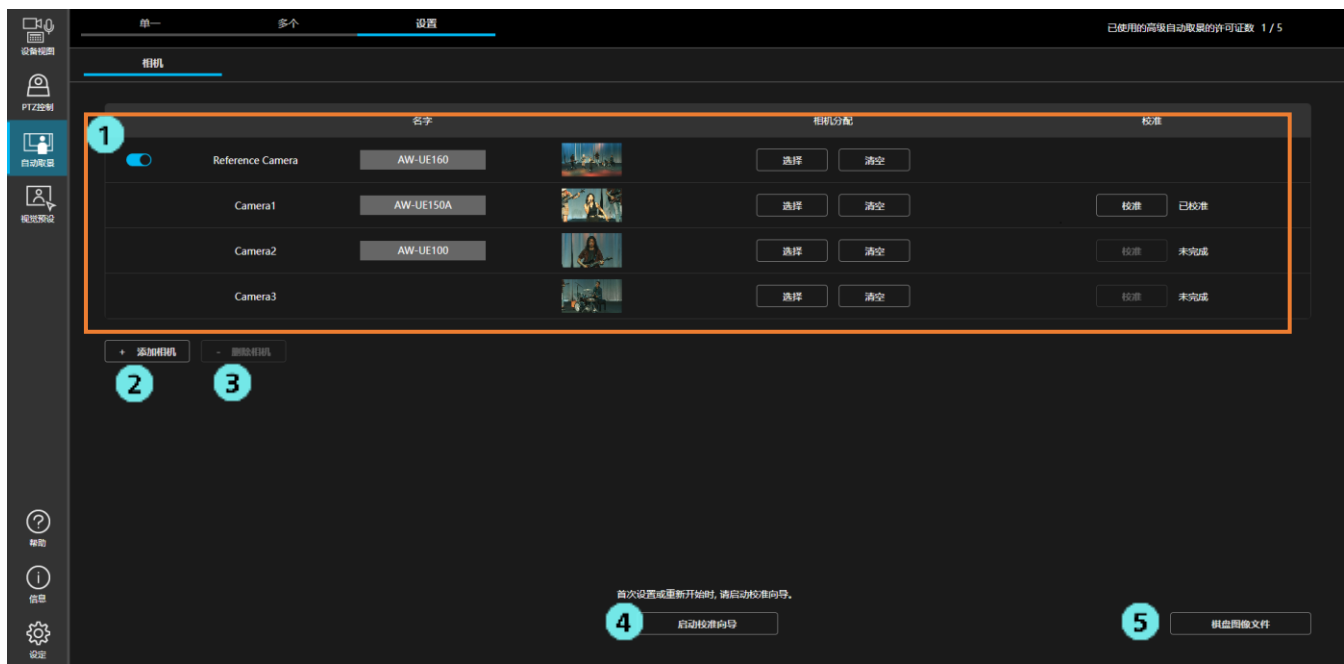 单一 多个 设置 已使用的高级自动取景的许可证数 1 / 5
设备视图
相机
PTZ控制
1 名字 相机分配 校准
自动取景
Reference Camera AW-UE160 选择 清空
视觉预设
Camera1 AW-UE150A 选择 清空 校准 已校准
Camera2 AW-UE100 选择 清空 校准 未完成
Camera3 选择 清空 校准 未完成
+ 添加相机 - 删除相机
2 3
帮助
信息
首次设置或重新开始时, 请启动校准向导。
4 启动校准向导 5 棋盘图像文件
设定